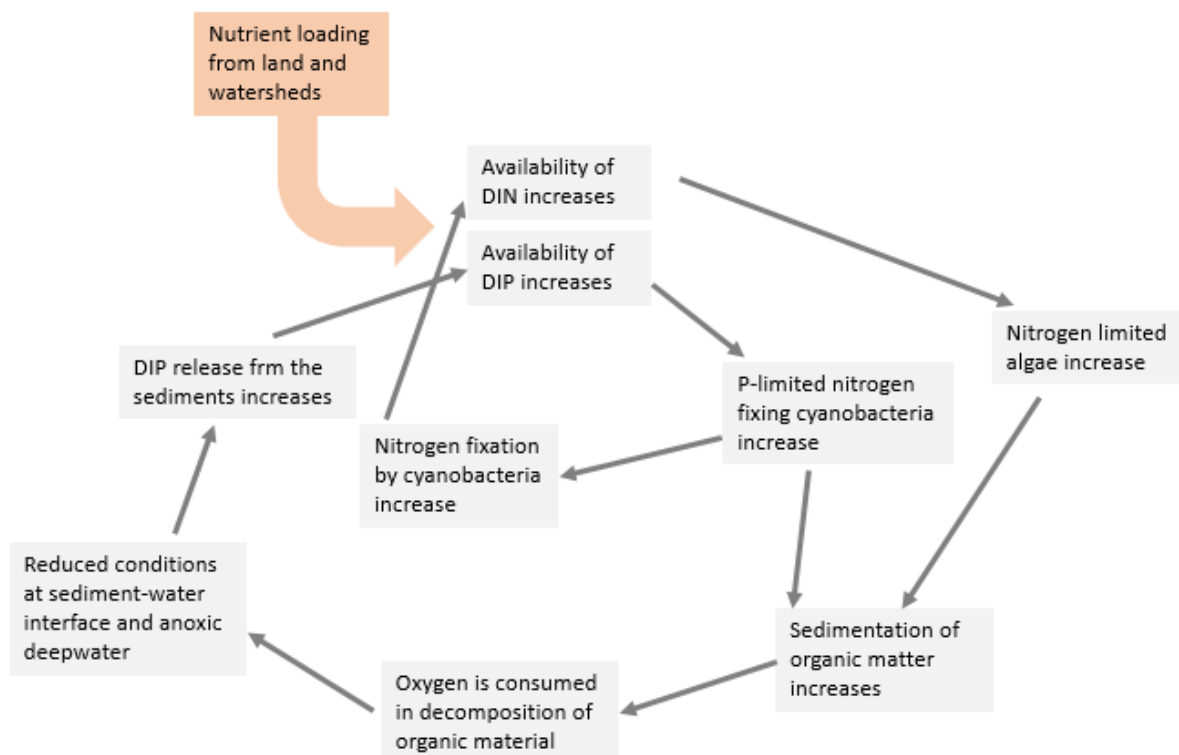 Nutrient loading
from land and
watersheds
Availability of
DIN increases
Availability of
DIP increases
Nitrogen limited
algae increase
DIP release frm the
sediments increases
P-limited nitrogen
fixing cyanobacteria
increase
Nitrogen fixation
by cyanobacteria
increase
Reduced conditions
at sediment-water
interface and anoxic
deepwater
Sedimentation of
organic matter
increases
Oxygen is consumed
in decomposition of
organic material